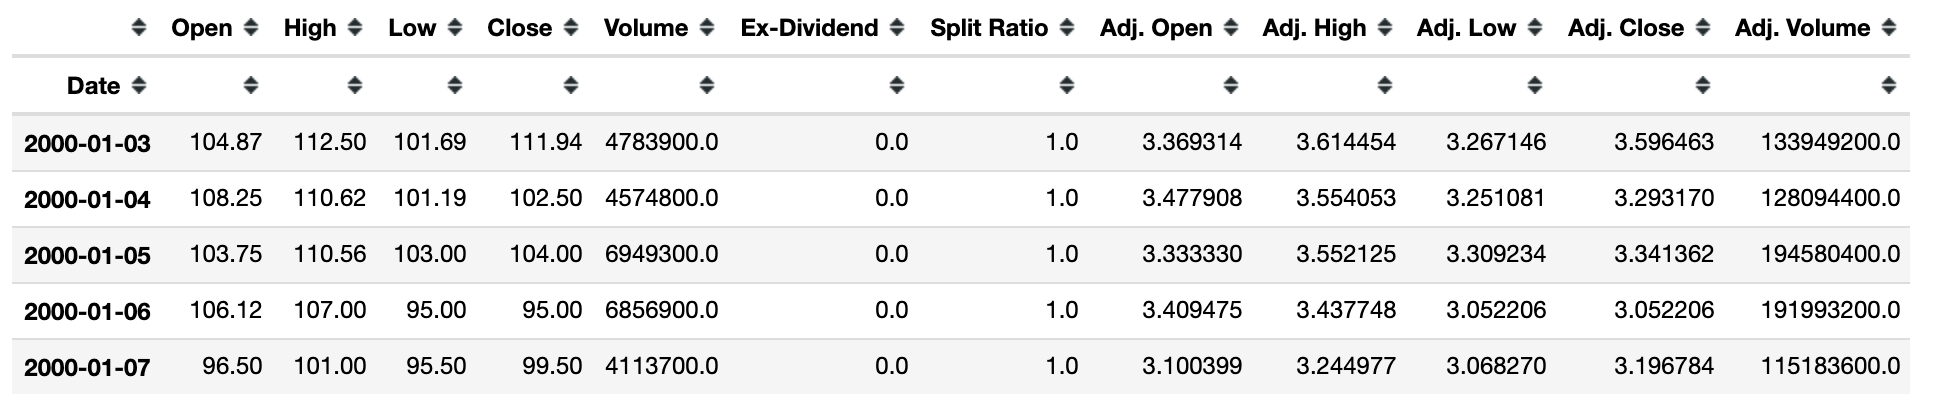 Open High Low Close Volume Ex-Dividend Split Ratio Adj. Open Adj. High Adj. Low Adj. Close Adj. Volume
Date
2000-01-03 104.87 112.50 101.69 111.94 4783900.0 0.0 1.0 3.369314 3.614454 3.267146 3.596463 133949200.0
2000-01-04 108.25 110.62 101.19 102.50 4574800.0 0.0 1.0 3.477908 3.554053 3.251081 3.293170 128094400.0
2000-01-05 103.75 110.56 103.00 104.00 6949300.0 0.0 1.0 3.333330 3.552125 3.309234 3.341362 194580400.0
2000-01-06 106.12 107.00 95.00 95.00 6856900.0 0.0 1.0 3.409475 3.437748 3.052206 3.052206 191993200.0
2000-01-07 96.50 101.00 95.50 99.50 4113700.0 0.0 1.0 3.100399 3.244977 3.068270 3.196784 115183600.0